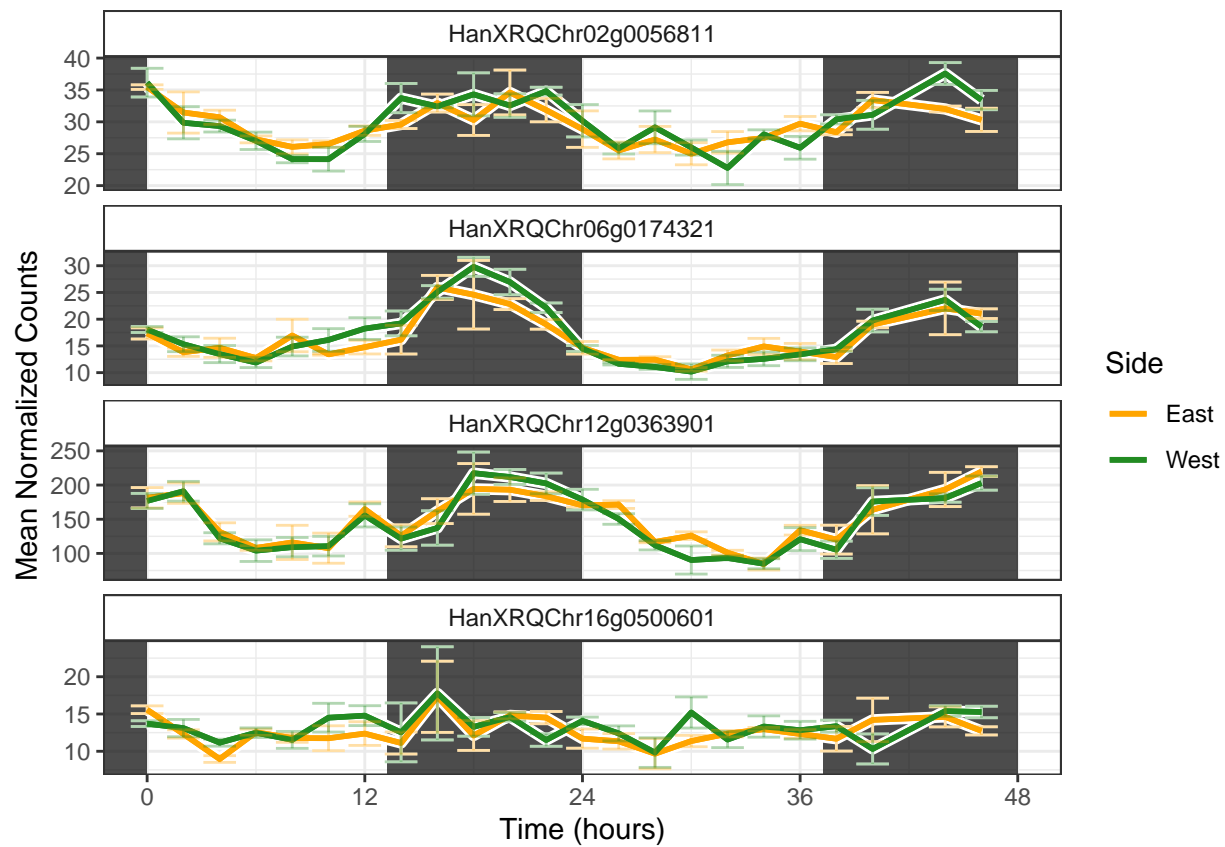 HanXRQChr02g0056811
40
35
30
25
20
HanXRQChr06g0174321
30
25
20
15
10
HanXRQChr12g0363901
250
200
150
100
HanXRQChr16g0500601
20
15
10
0 12 24 36 48
Time (hours)
Mean Normalized Counts
Side
East
West